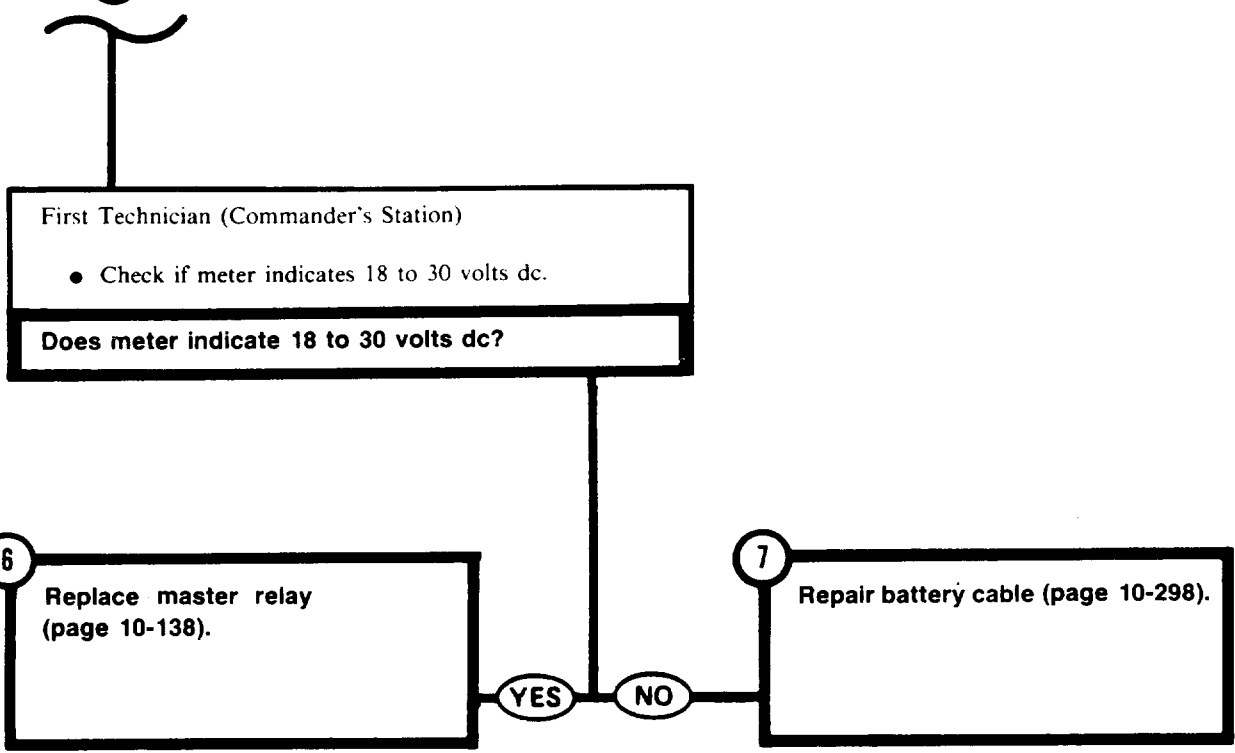 First Technician (Commander's Station)
● Check if meter indicates 18 to 30 volts dc.
Does meter indicate 18 to 30 volts dc?
6
Replace master relay
(page 10-138).
7
Repair battery cable (page 10-298).
YES
NO